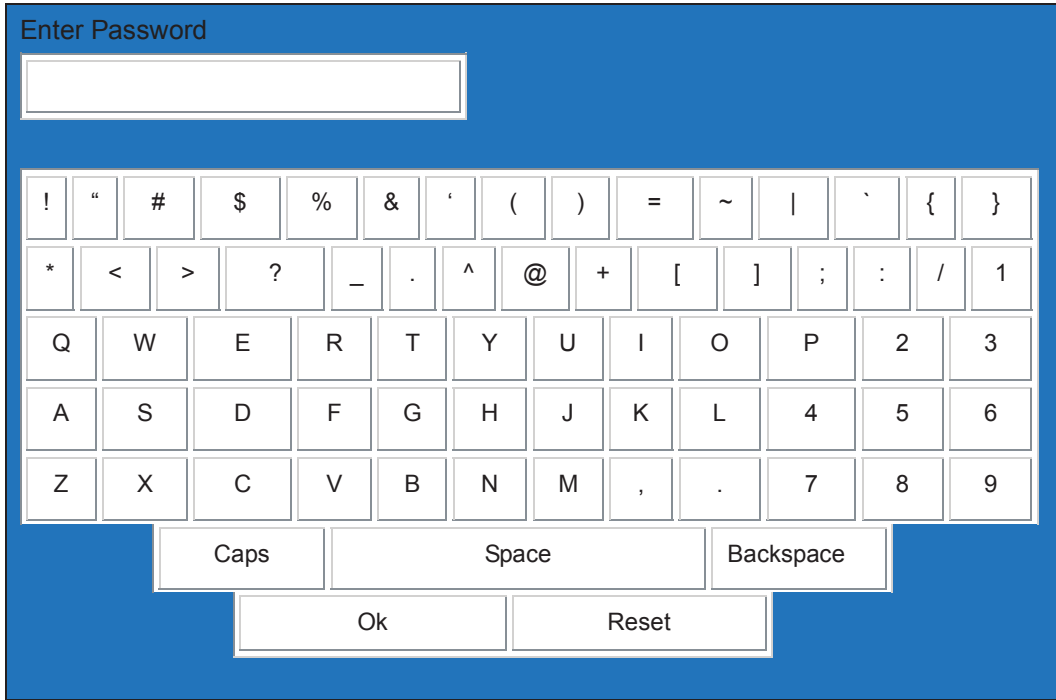 Enter Password
! “ # $ % & ‘ ( ) = ~ | ` { }
* < > ? _ . ^ @ + [ ] ; : / 1
Q W E R T Y U I O P 2 3
A S D F G H J K L 4 5 6
Z X C V B N M , . 7 8 9
Caps Space Backspace
Ok Reset